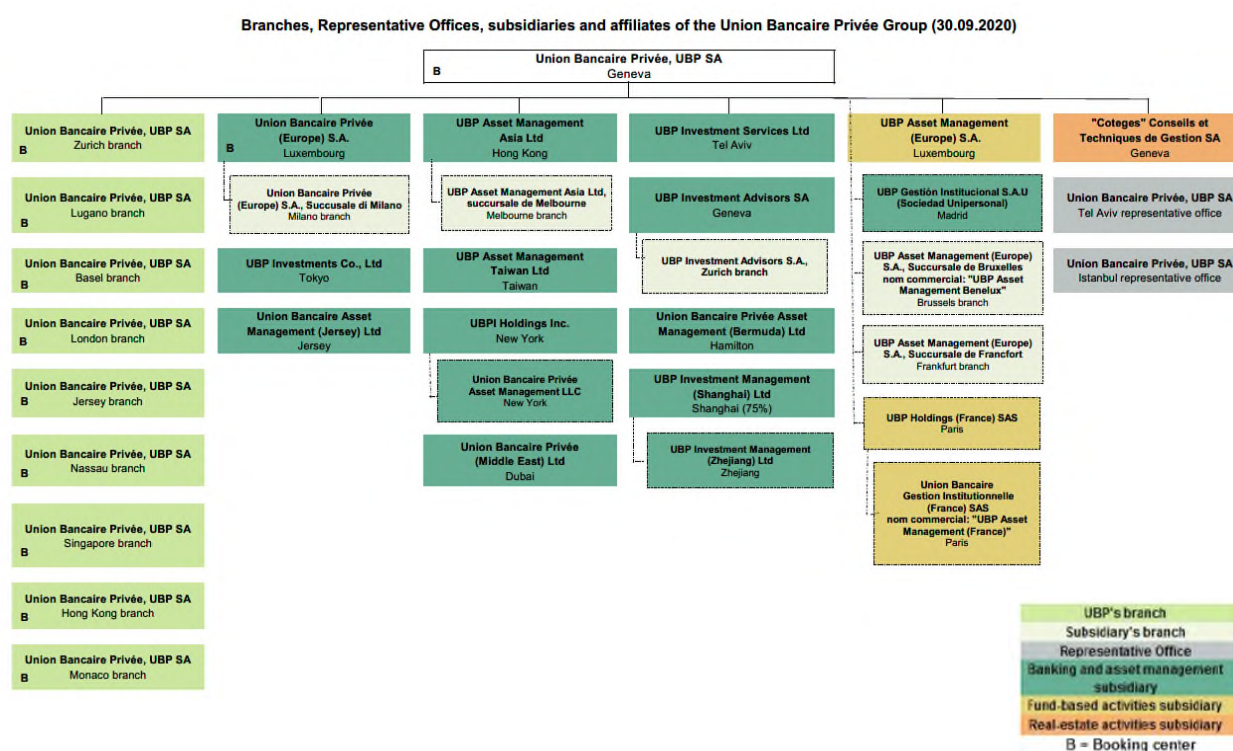 Branches, Representative Offices, subsidiaries and affiliates of the Union Bancaire Privée Group (30.09.2020)
Union Bancaire Privée, UBP SA
B
Geneva
Union Bancaire Privée, UBP SA
B
Zurich branch
Union Bancaire Privée, UBP SA
B
Lugano branch
Union Bancaire Privée, UBP SA
B
Basel branch
Union Bancaire Privée, UBP SA
B
London branch
Union Bancaire Privée, UBP SA
B
Jersey branch
Union Bancaire Privée, UBP SA
B
Nassau branch
Union Bancaire Privée, UBP SA
B
Singapore branch
Union Bancaire Privée, UBP SA
B
Hong Kong branch
Union Bancaire Privée, UBP SA
B
Monaco branch
Union Bancaire Privée
(Europe) S.A.
B
Luxembourg
Union Bancaire Privée
(Europe) S.A., Succusale di Milano
Milano branch
UBP Investments Co., Ltd
Tokyo
Union Bancaire Asset
Management (Jersey) Ltd
Jersey
UBP Asset Management
Asia Ltd
Hong Kong
UBP Asset Management Asia Ltd,
succursale de Melbourne
Melbourne branch
UBP Asset Management
Taiwan Ltd
Taiwan
UBPI Holdings Inc.
New York
Union Bancaire Privée
Asset Management LLC
New York
Union Bancaire Privée
(Middle East) Ltd
Dubai
UBP Investment Services Ltd
Tel Aviv
UBP Investment Advisors SA
Geneva
UBP Investment Advisors S.A.,
Zurich branch
Union Bancaire Privée Asset
Management (Bermuda) Ltd
Hamilton
UBP Investment Management
(Shanghai) Ltd
Shanghai (75%)
UBP Investment Management
(Zhejiang) Ltd
Zhejiang
UBP Asset Management
(Europe) S.A.
Luxembourg
UBP Gestión Institucional S.A.U
(Sociedad Unipersonal)
Madrid
UBP Asset Management (Europe)
S.A., Succursale de Bruxelles
nom commercial: "UBP Asset
Management Benelux"
Brussels branch
UBP Asset Management (Europe)
S.A., Succursale de Francfort
Frankfurt branch
UBP Holdings (France) SAS
Paris
Union Bancaire
Gestion Institutionnelle
(France) SAS
nom commercial: "UBP Asset
Management (France)"
Paris
"Coteges" Conseils et
Techniques de Gestion SA
Geneva
Union Bancaire Privée, UBP SA
Tel Aviv representative office
Union Bancaire Privée, UBP SA
Istanbul representative office
UBP's branch
Subsidiary's branch
Representative Office
Banking and asset management
subsidiary
Fund-based activities subsidiary
Real-estate activities subsidiary
B = Booking center